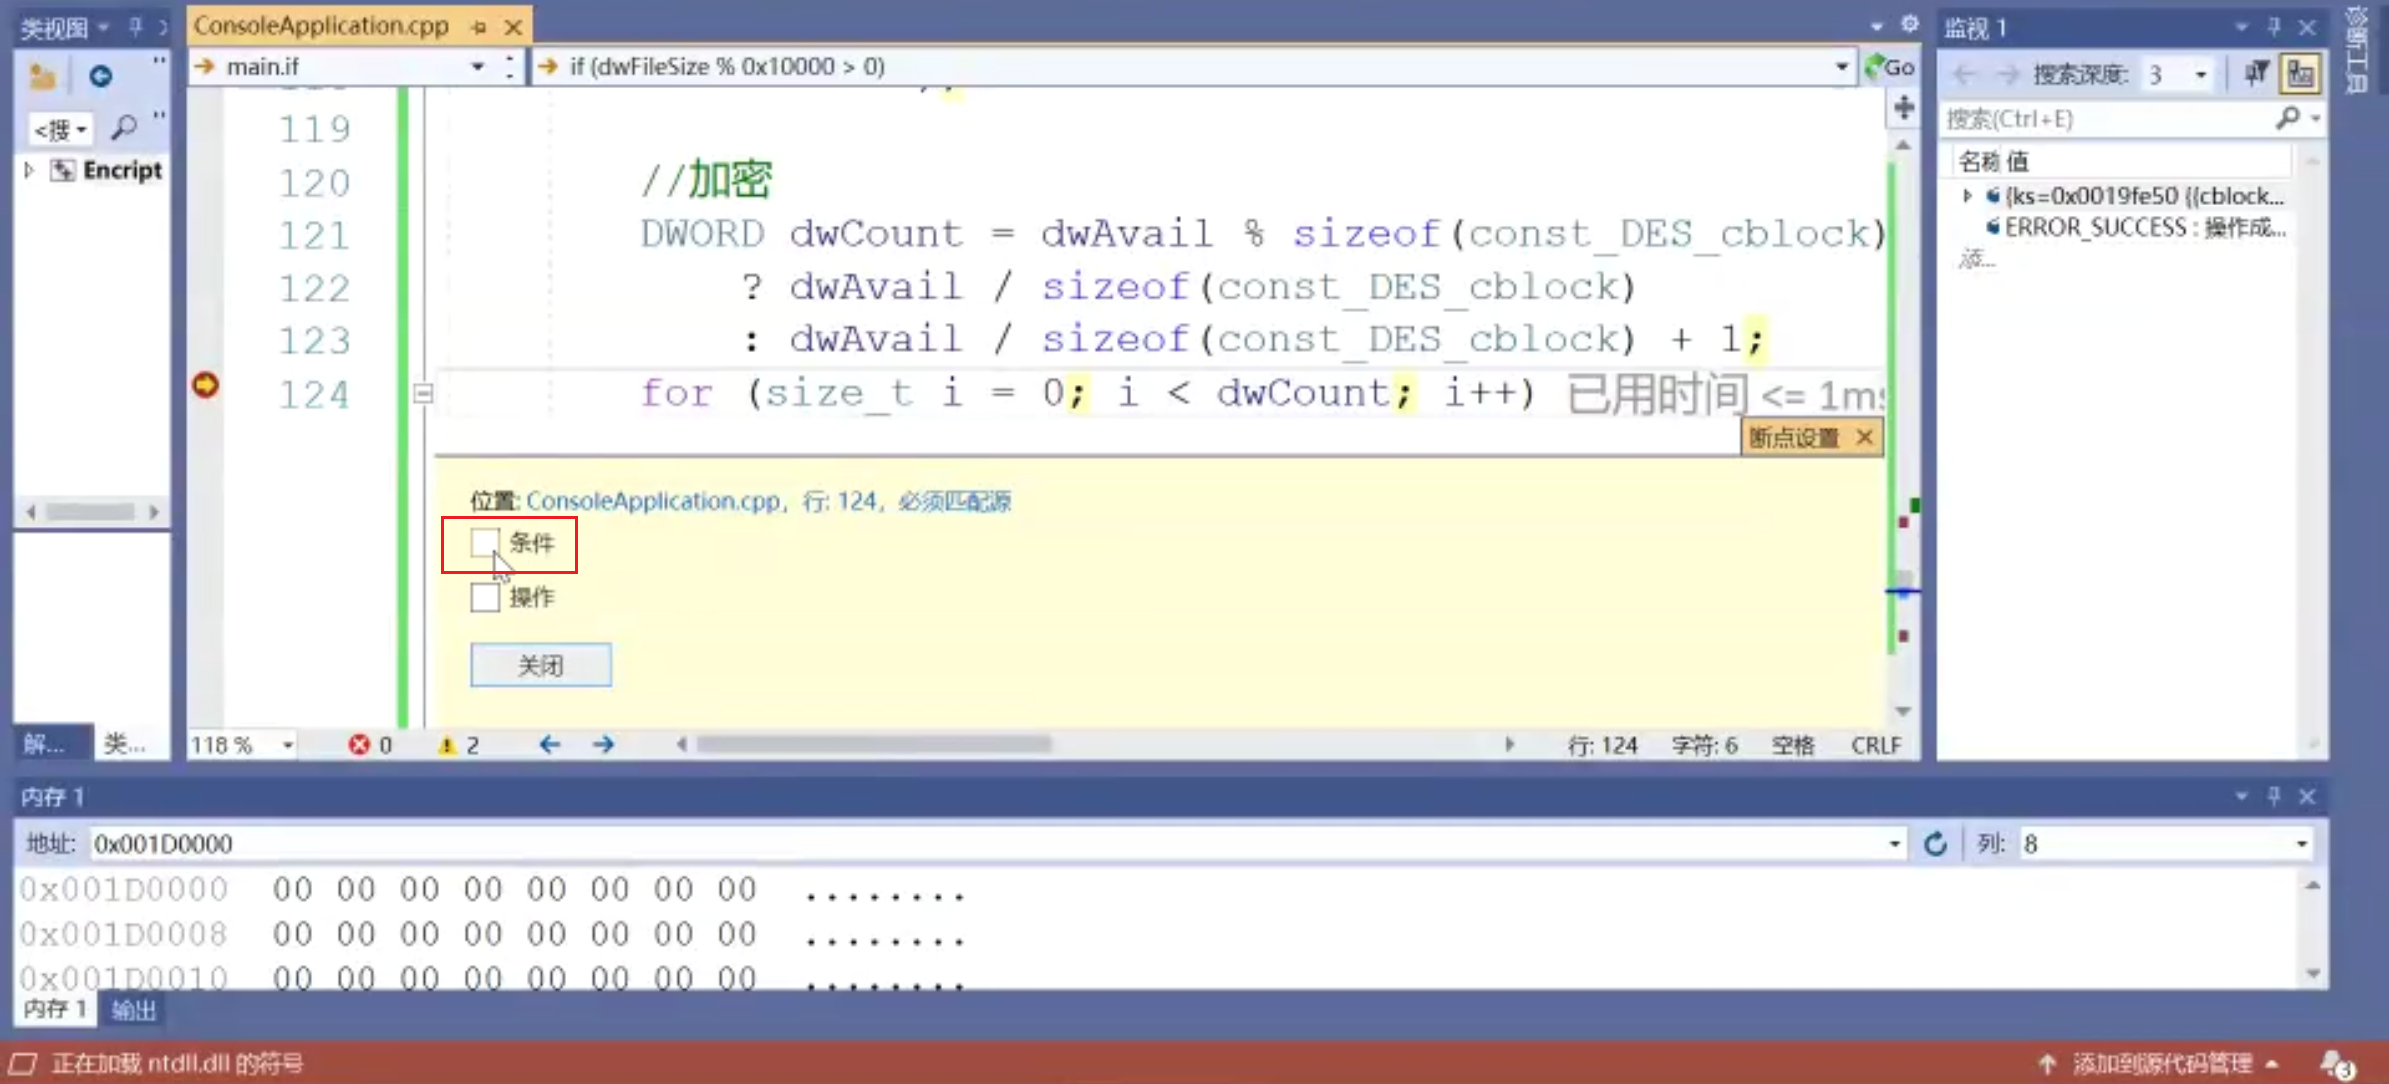 类视图
ConsoleApplication.cpp
监视 1
诊断工具
main.if
if (dwFileSize % 0x10000 > 0)
Go
搜索深度: 3
<搜
搜索(Ctrl+E)
Encript
名称 值
{ks=0x0019fe50 {{cblock...
ERROR_SUCCESS : 操作成...
添...
119
120 //加密
121 DWORD dwCount = dwAvail % sizeof(const_DES_cblock)
122 ? dwAvail / sizeof(const_DES_cblock)
123 : dwAvail / sizeof(const_DES_cblock) + 1;
124 for (size_t i = 0; i < dwCount; i++) 已用时间 <= 1ms
断点设置
位置: ConsoleApplication.cpp, 行: 124, 必须匹配源
条件
操作
关闭
解... 类...
118 % 0 2 行: 124 字符: 6 空格 CRLF
内存 1
地址: 0x001D0000 列: 8
0x001D0000 00 00 00 00 00 00 00 00 ........
0x001D0008 00 00 00 00 00 00 00 00 ........
0x001D0010 00 00 00 00 00 00 00 00 ........
内存 1 输出
正在加载 ntdll.dll 的符号 添加到源代码管理 3